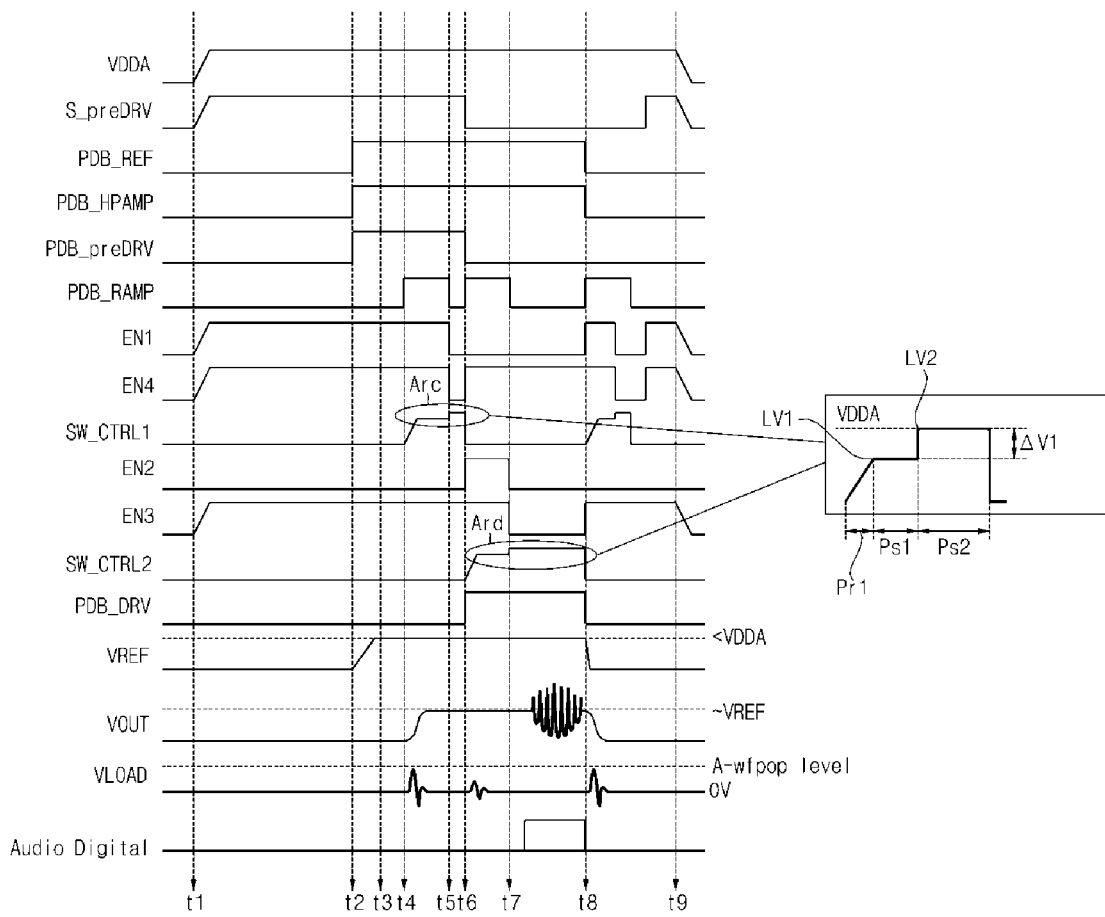 VDDA
S_preDRV
PDB_REF
PDB_HPAMP
PDB_preDRV
PDB_RAMP
EN1
EN4
Arc
SW_CTRL1
EN2
EN3
Ard
SW_CTRL2
PDB_DRV
VREF
<VDDA
VOUT
~VREF
VLOAD
A-wfpop level
0V
Audio Digital
t1 t2 t3 t4 t5 t6 t7 t8 t9
LV2
VDDA
LV1
ΔV1
Ps1 Ps2
Pr1